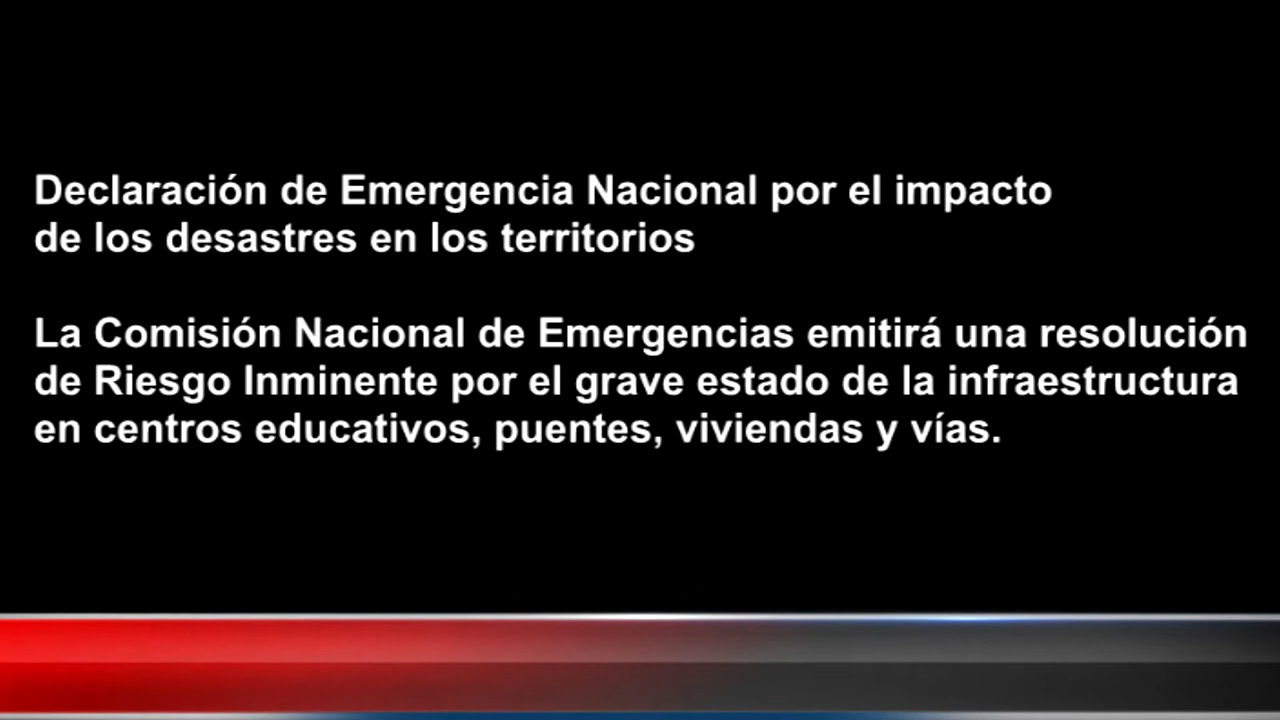 Declaración de Emergencia Nacional por el impacto
de los desastres en los territorios
La Comisión Nacional de Emergencias emitirá una resolución
de Riesgo Inminente por el grave estado de la infraestructura
en centros educativos, puentes, viviendas y vías.